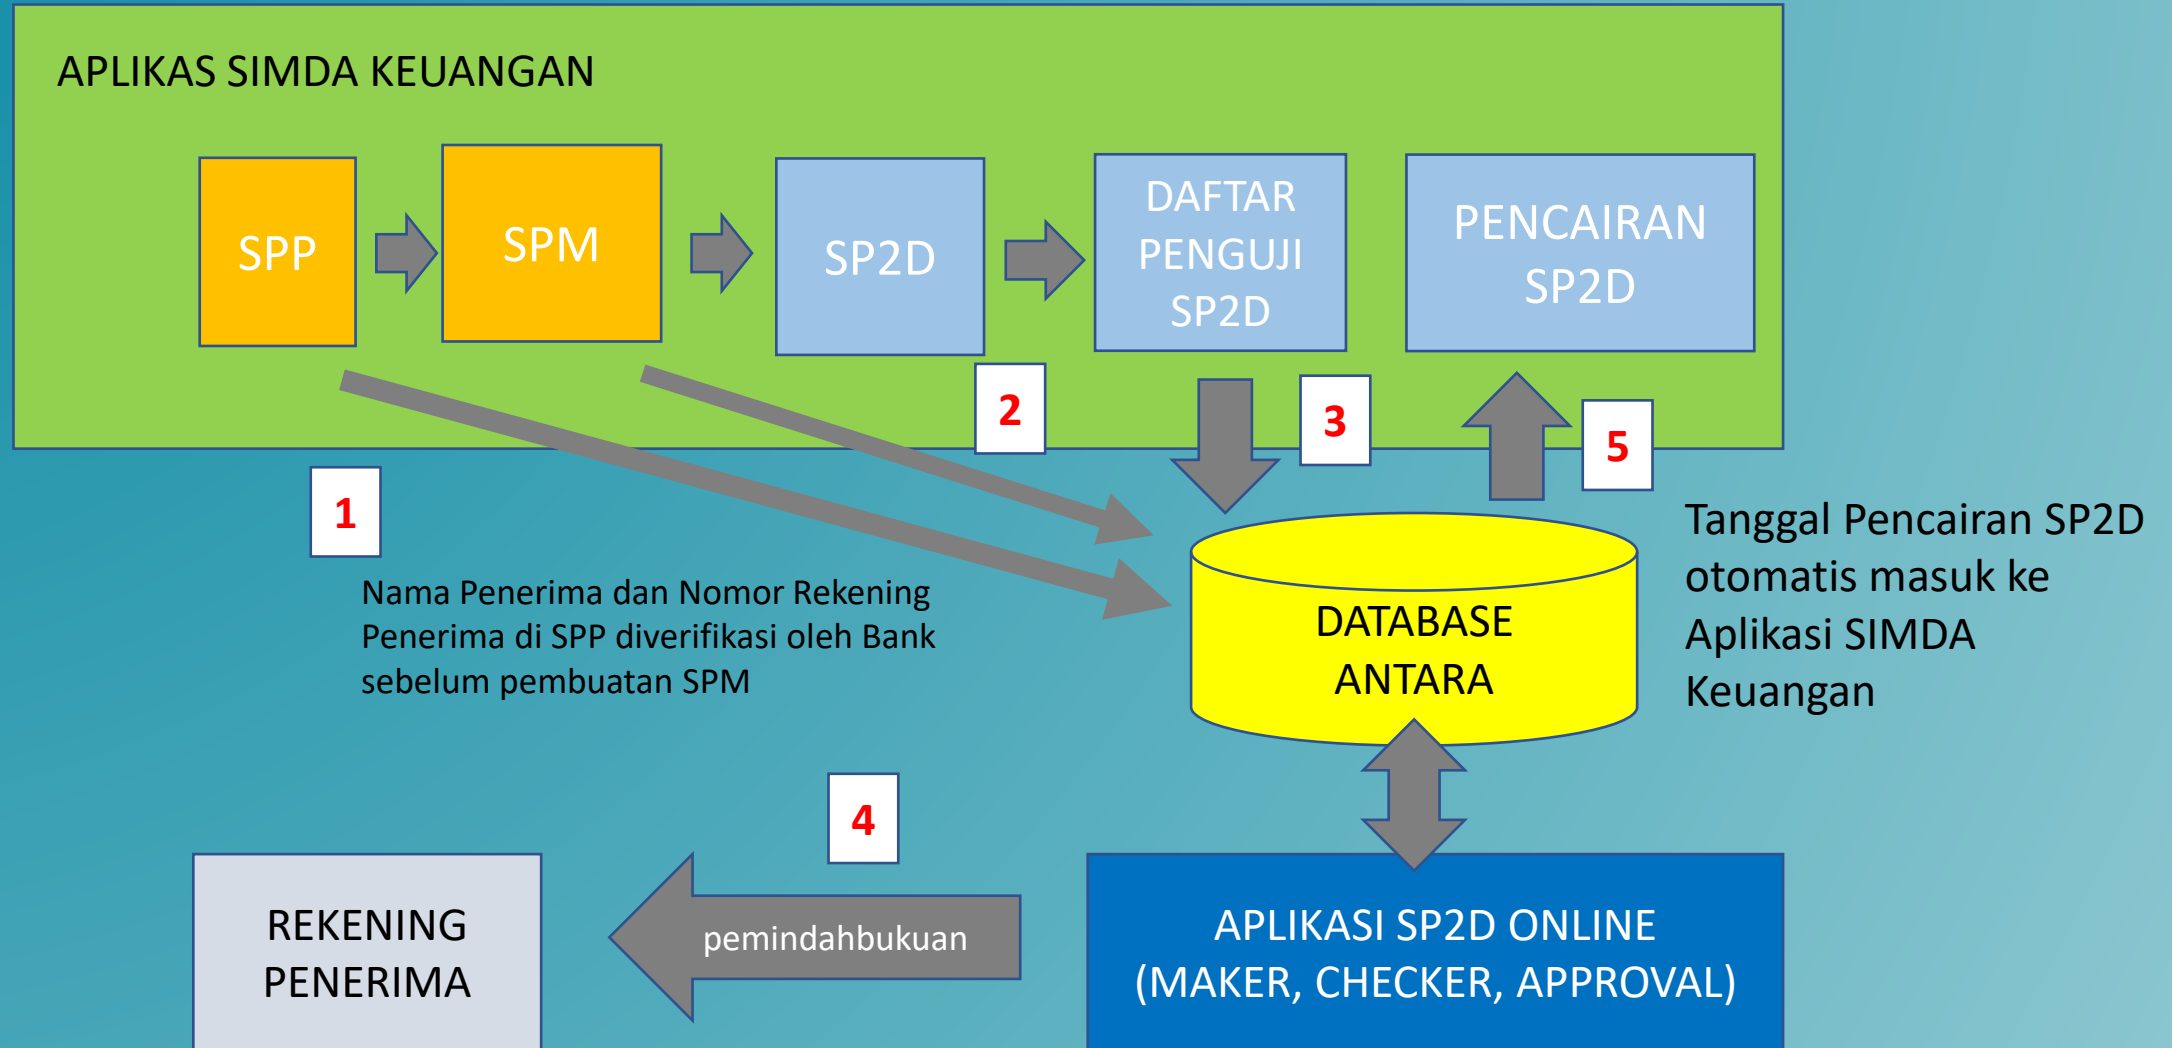 APLIKAS SIMDA KEUANGAN
SPP
SPM
SP2D
DAFTAR
PENGUJI
SP2D
PENCAIRAN
SP2D
2
3
5
1
Nama Penerima dan Nomor Rekening
Penerima di SPP diverifikasi oleh Bank
sebelum pembuatan SPM
DATABASE
ANTARA
Tanggal Pencairan SP2D
otomatis masuk ke
Aplikasi SIMDA
Keuangan
4
REKENING
PENERIMA
pemindahbukuan
APLIKASI SP2D ONLINE
(MAKER, CHECKER, APPROVAL)